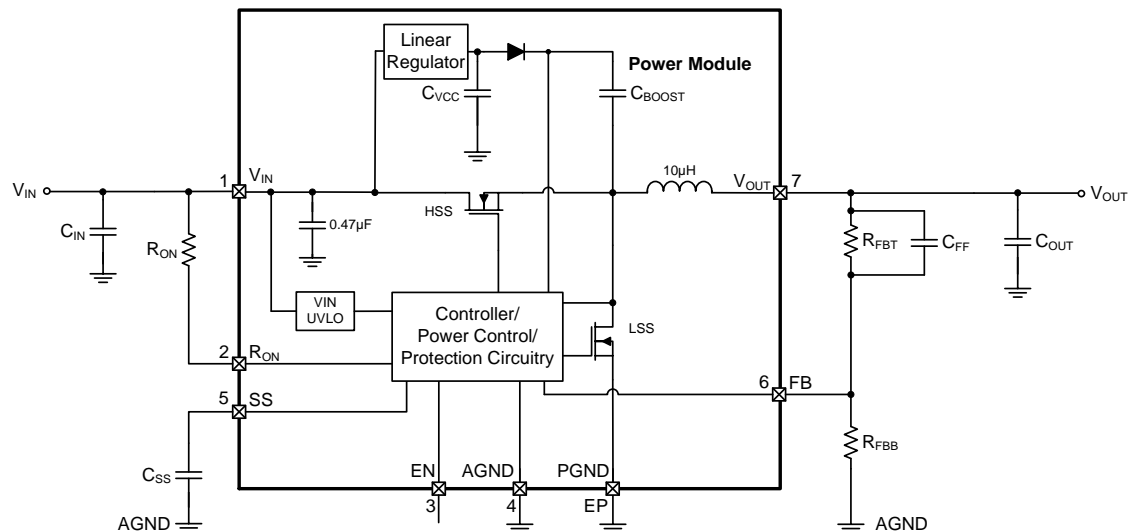 Linear
Regulator
Power Module
CVCC
CBOOST
VIN
1
VIN
10µH
VOUT
7
VOUT
HSS
0.47µF
CIN
RON
RFBT
CFF
COUT
VIN
UVLO
Controller/
Power Control/
Protection Circuitry
LSS
2
RON
5
SS
6
FB
RFBB
CSS
EN
AGND
PGND
3
4
EP
AGND
AGND